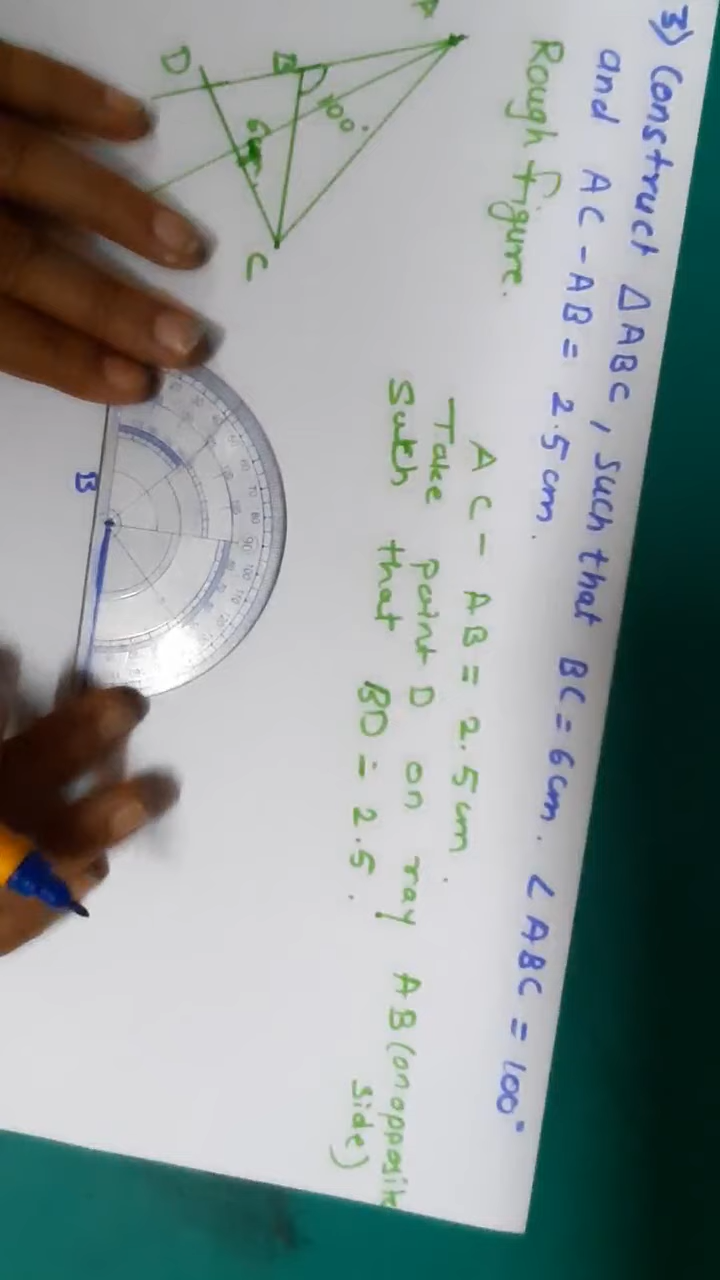 3) Construct ΔABC, such that BC = 6 cm. ∠ABC = 100°
and AC - AB = 2.5 cm.
Rough figure.
A
B
100°
D
C
AC - AB = 2.5 cm.
Take point D on ray AB (on opposite
side)
such that BD = 2.5.
B